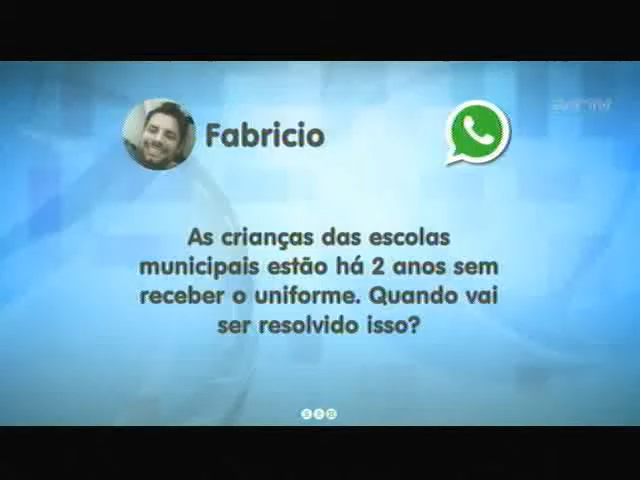 Fabricio
As crianças das escolas
municipais estão há 2 anos sem
receber o uniforme. Quando vai
ser resolvido isso?